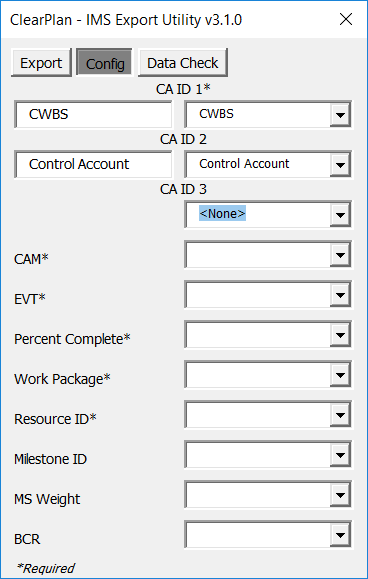 ClearPlan - IMS Export Utility v3.1.0
Export Config Data Check
CA ID 1*
CWBS CWBS
CA ID 2
Control Account Control Account
CA ID 3
<None>
CAM*
EVT*
Percent Complete*
Work Package*
Resource ID*
Milestone ID
MS Weight
BCR
*Required